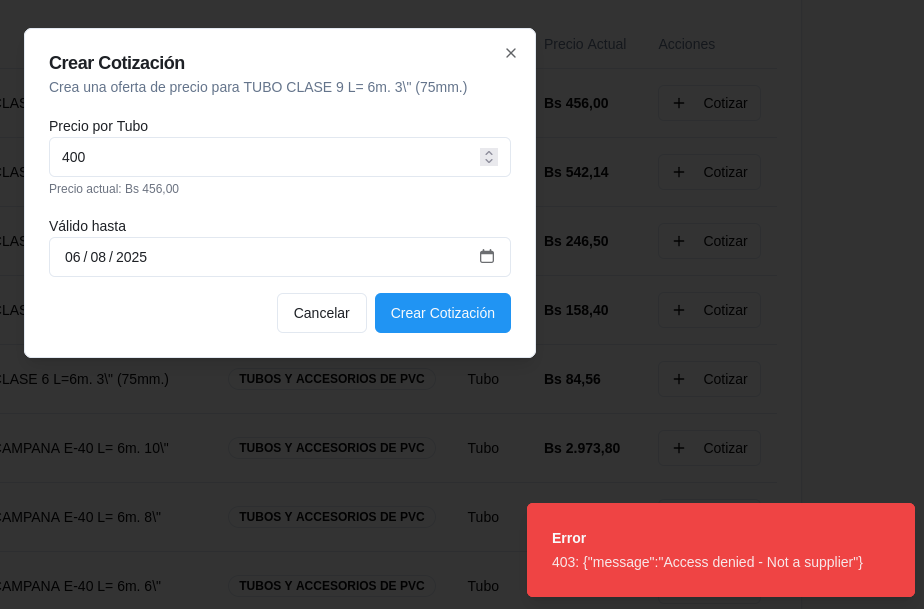 Crear Cotización
Crea una oferta de precio para TUBO CLASE 9 L= 6m. 3\" (75mm.)
Precio por Tubo
400
Precio actual: Bs 456,00
Válido hasta
06/08/2025
Cancelar
Crear Cotización
Precio Actual Acciones
Bs 456,00 Cotizar
Bs 542,14 Cotizar
Bs 246,50 Cotizar
Bs 158,40 Cotizar
CLASE 6 L=6m. 3\" (75mm.) TUBOS Y ACCESORIOS DE PVC Tubo Bs 84,56 Cotizar
CAMPANA E-40 L= 6m. 10\" TUBOS Y ACCESORIOS DE PVC Tubo Bs 2.973,80 Cotizar
CAMPANA E-40 L= 6m. 8\" TUBOS Y ACCESORIOS DE PVC Tubo
CAMPANA E-40 L= 6m. 6\" TUBOS Y ACCESORIOS DE PVC Tubo
Error
403: {"message":"Access denied - Not a supplier"}